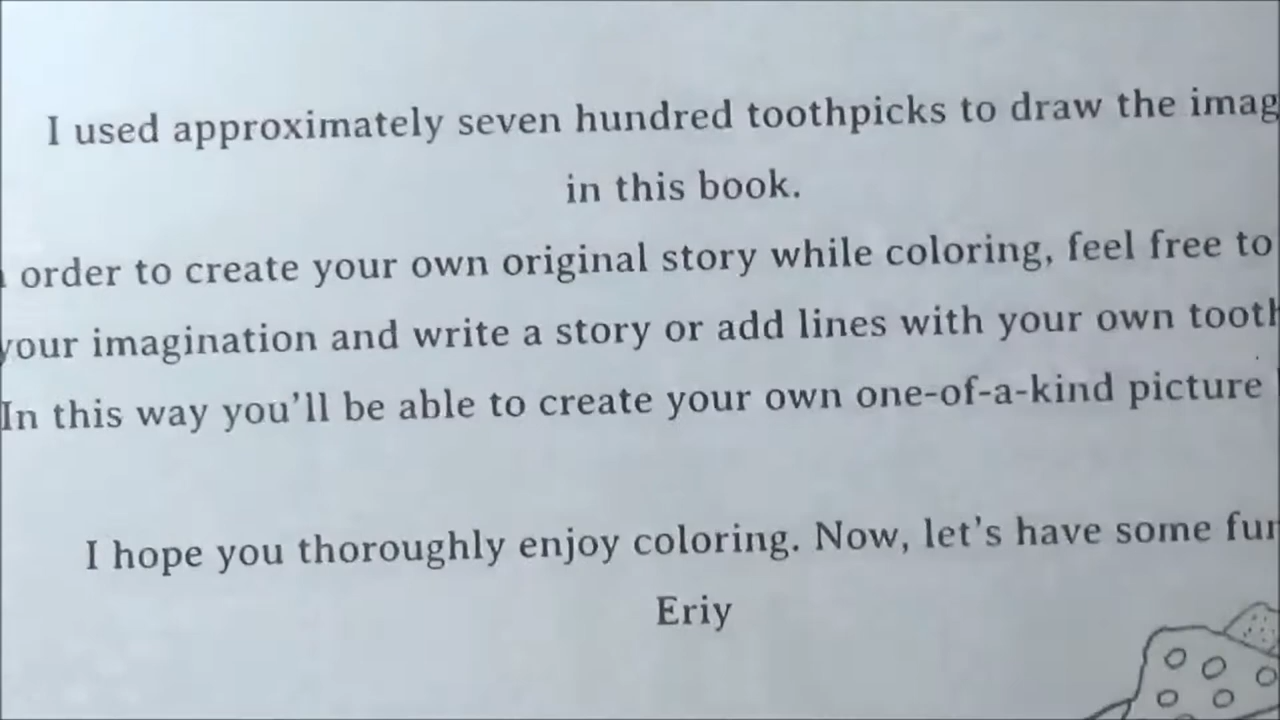 I used approximately seven hundred toothpicks to draw the imag
in this book.
order to create your own original story while coloring, feel free to
your imagination and write a story or add lines with your own tooth
In this way you'll be able to create your own one-of-a-kind picture
I hope you thoroughly enjoy coloring. Now, let's have some fun
Eriy